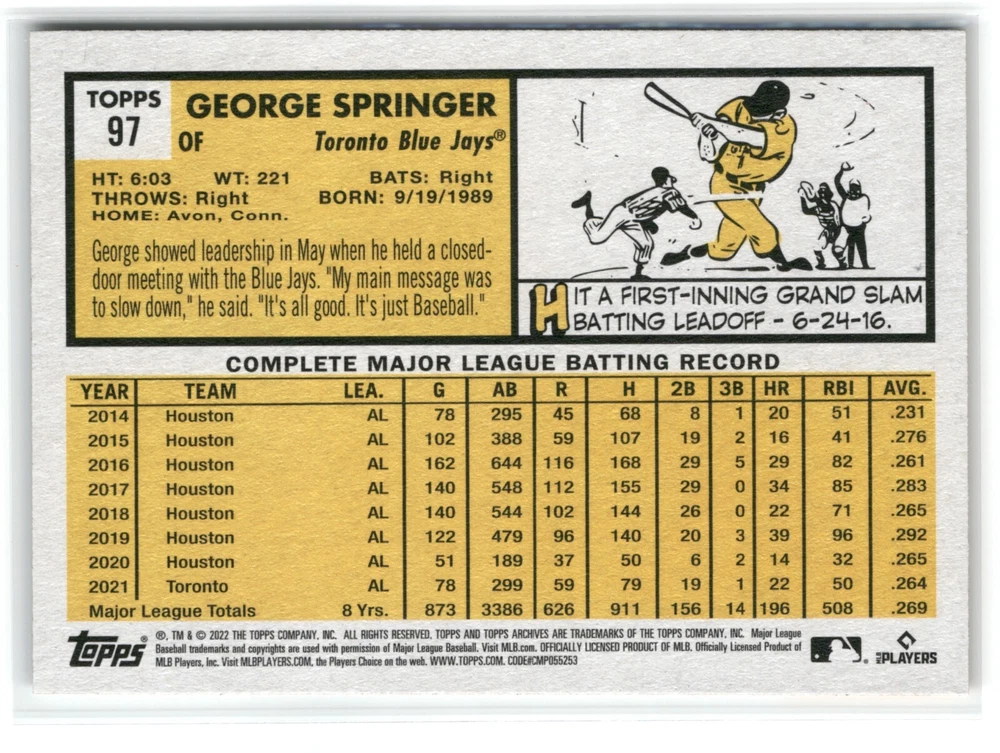 TOPPS
97
GEORGE SPRINGER
OF Toronto Blue Jays®
HT: 6:03 WT: 221 BATS: Right
THROWS: Right BORN: 9/19/1989
HOME: Avon, Conn.
George showed leadership in May when he held a closed-
door meeting with the Blue Jays. "My main message was
to slow down," he said. "It's all good. It's just Baseball."
HIT A FIRST-INNING GRAND SLAM
BATTING LEADOFF – 6-24-16.
COMPLETE MAJOR LEAGUE BATTING RECORD
YEAR TEAM LEA. G AB R H 2B 3B HR RBI AVG.
2014 Houston AL 78 295 45 68 8 1 20 51 .231
2015 Houston AL 102 388 59 107 19 2 16 41 .276
2016 Houston AL 162 644 116 168 29 5 29 82 .261
2017 Houston AL 140 548 112 155 29 0 34 85 .283
2018 Houston AL 140 544 102 144 26 0 22 71 .265
2019 Houston AL 122 479 96 140 20 3 39 96 .292
2020 Houston AL 51 189 37 50 6 2 14 32 .265
2021 Toronto AL 78 299 59 79 19 1 22 50 .264
Major League Totals 8 Yrs. 873 3386 626 911 156 14 196 508 .269
Topps® ®, TM & © 2022 THE TOPPS COMPANY, INC. ALL RIGHTS RESERVED. TOPPS AND TOPPS ARCHIVES ARE TRADEMARKS OF THE TOPPS COMPANY, INC. Major League
Baseball trademarks and copyrights are used with permission of Major League Baseball. Visit MLB.com. OFFICIALLY LICENSED PRODUCT OF MLB. Officially Licensed Product of
MLB Players, Inc. Visit MLBPLAYERS.COM, the Players Choice on the web. WWW.TOPPS.COM. CODE#CMP055253
MLB PLAYERS